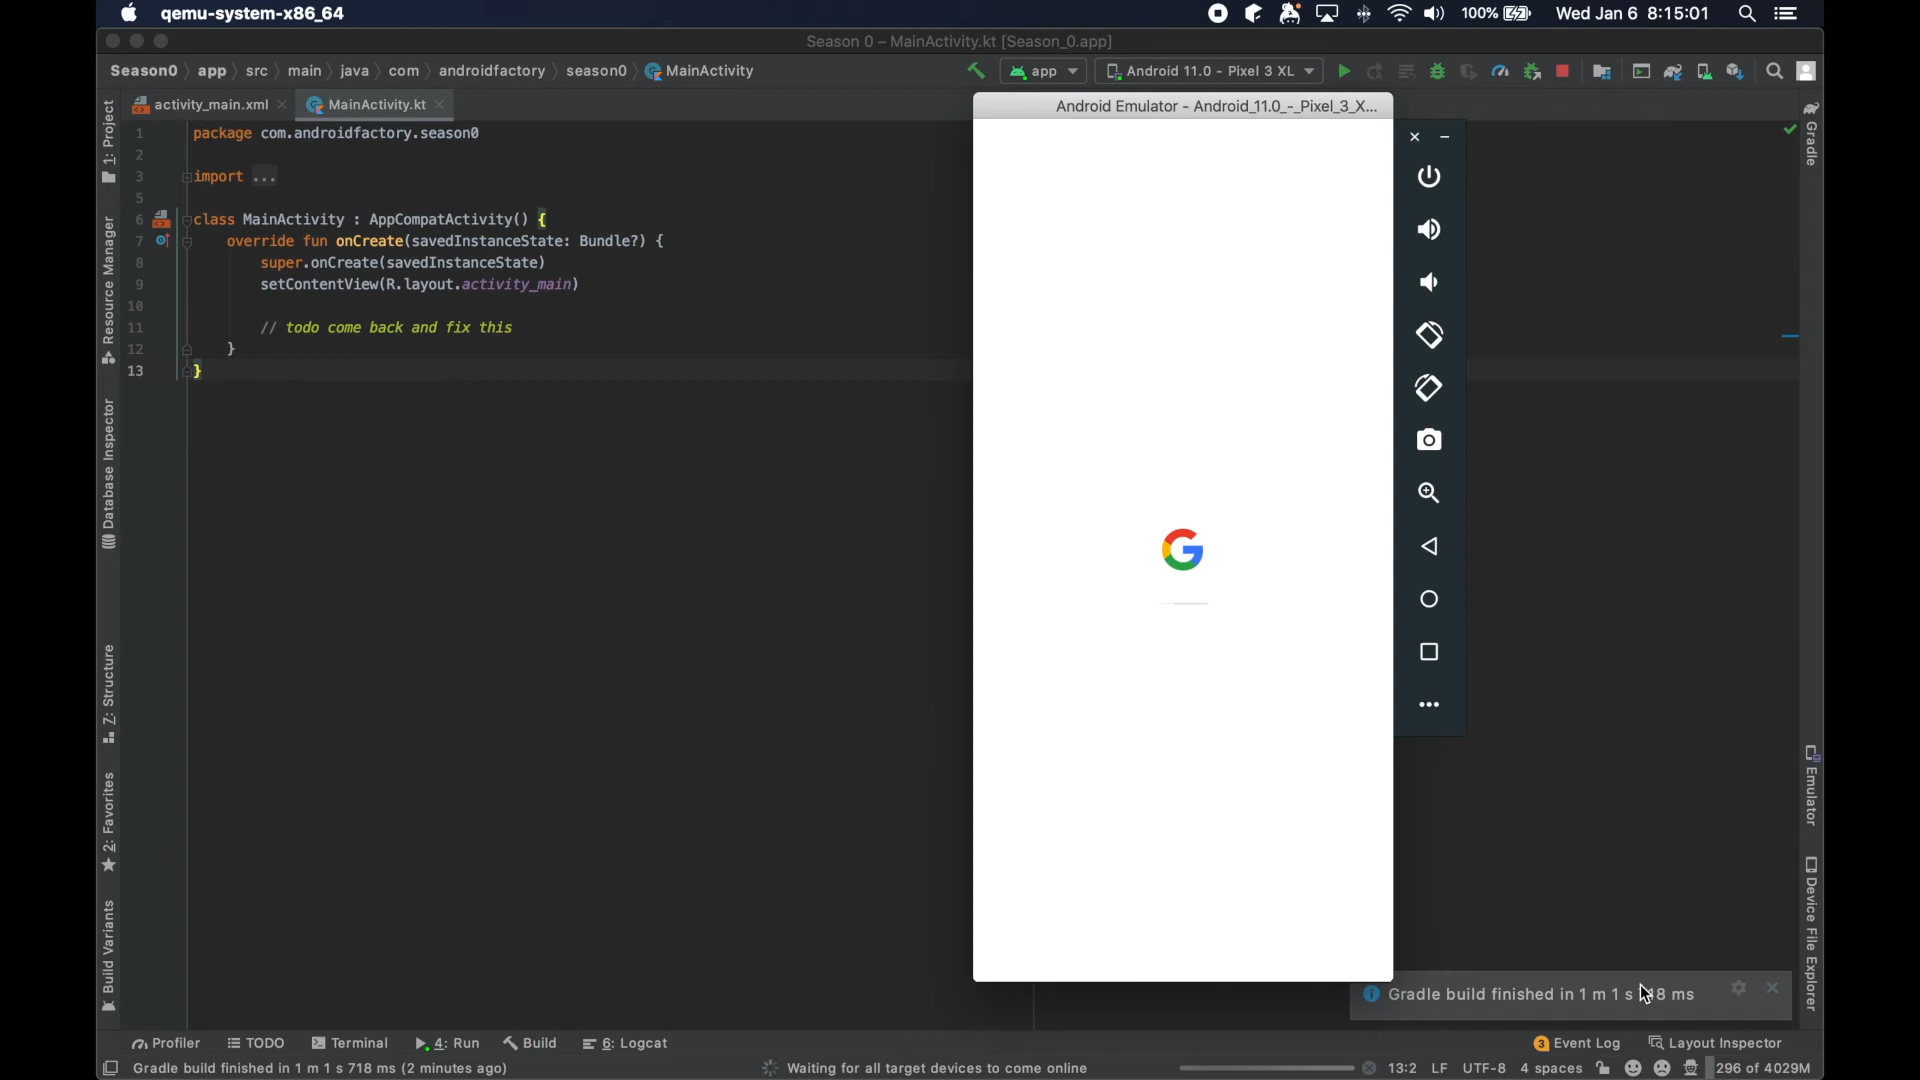 qemu-system-x86_64
100%
Wed Jan 6 8:15:01
Season 0 – MainActivity.kt [Season_0.app]
Season0 app src main java com androidfactory season0 MainActivity
app
Android 11.0 - Pixel 3 XL
activity_main.xml
MainActivity.kt
Android Emulator - Android_11.0_-_Pixel_3_X...
1 package com.androidfactory.season0
2
3 import ...
5
6 class MainActivity : AppCompatActivity() {
7 override fun onCreate(savedInstanceState: Bundle?) {
8 super.onCreate(savedInstanceState)
9 setContentView(R.layout.activity_main)
10
11 // todo come back and fix this
12 }
13 }
1: Project
Resource Manager
Database Inspector
Z: Structure
2: Favorites
Build Variants
Gradle
Emulator
Device File Explorer
G
Gradle build finished in 1 m 1 s 18 ms
Profiler
TODO
Terminal
4: Run
Build
6: Logcat
3 Event Log
Layout Inspector
Gradle build finished in 1 m 1 s 718 ms (2 minutes ago)
Waiting for all target devices to come online
13:2 LF UTF-8 4 spaces
296 of 4029M